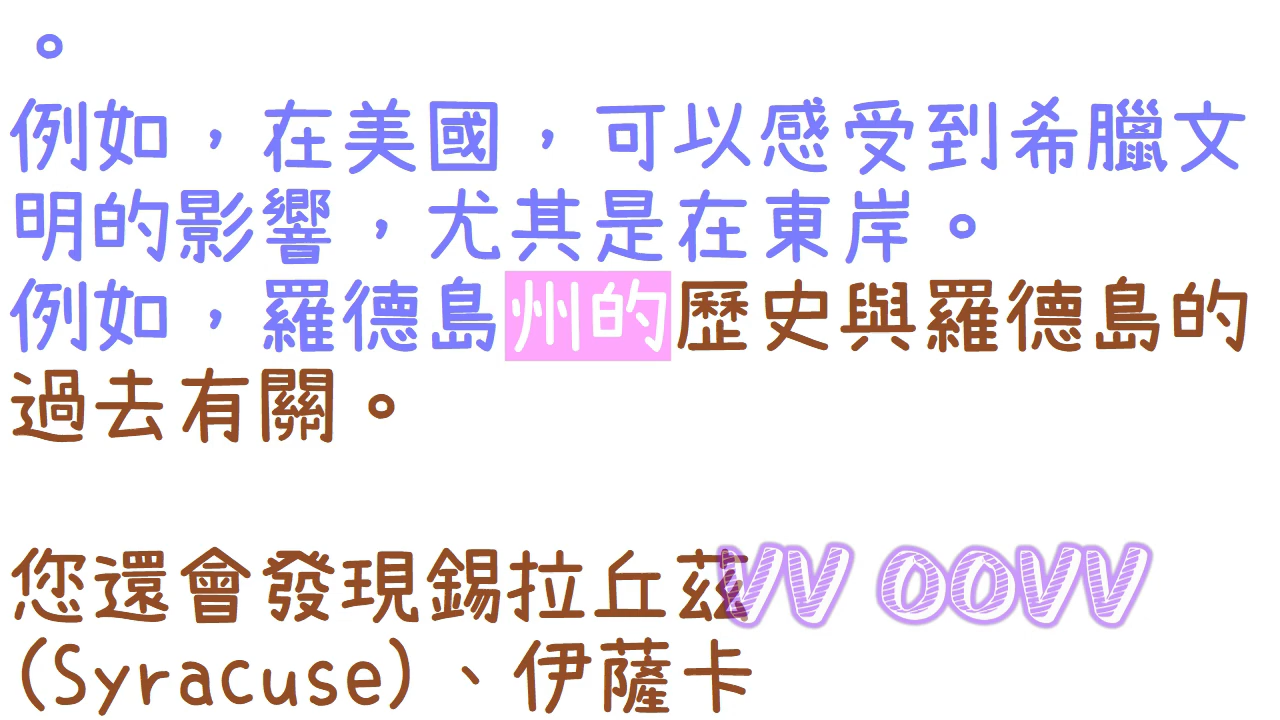 。
例如，在美國，可以感受到希臘文
明的影響，尤其是在東岸。
例如，羅德島州的歷史與羅德島的
過去有關。
您還會發現錫拉丘茲
(Syracuse)、伊薩卡
VV OOVV